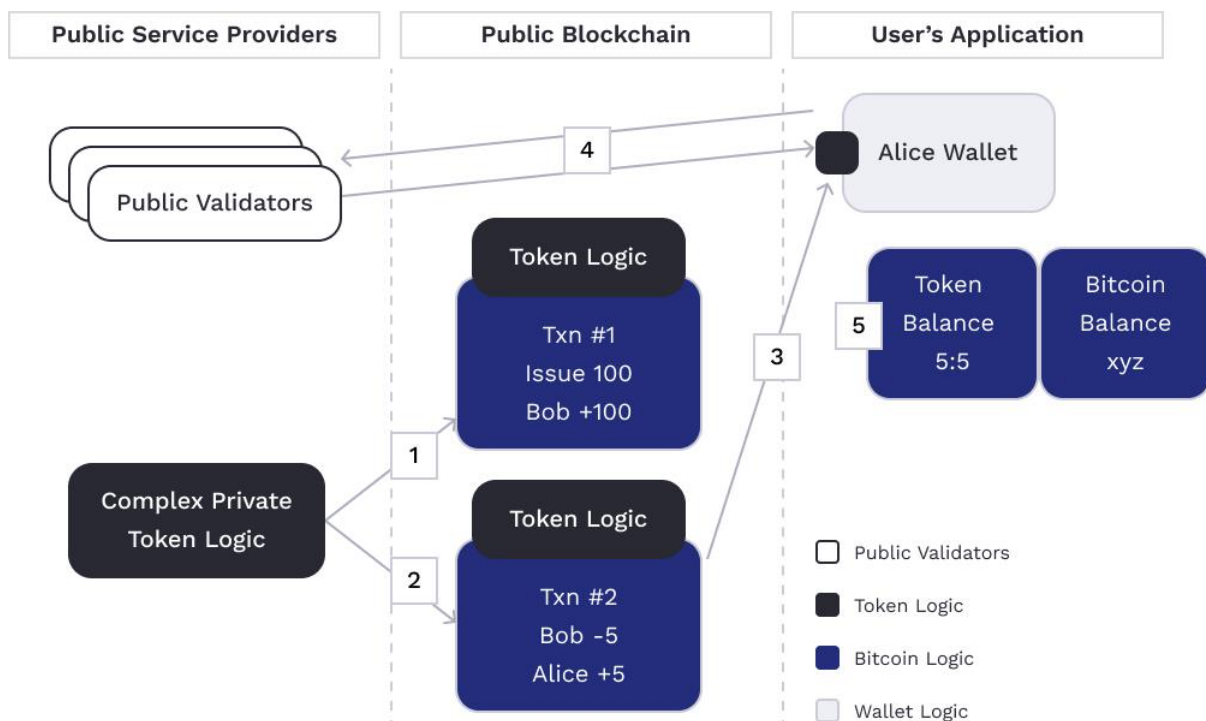 Public Service Providers
Public Blockchain
User's Application
4
Alice Wallet
Public Validators
Token Logic
Txn #1
Issue 100
Bob +100
3
5
Token
Balance
5:5
Bitcoin
Balance
xyz
1
Complex Private
Token Logic
2
Token Logic
Txn #2
Bob -5
Alice +5
Public Validators
Token Logic
Bitcoin Logic
Wallet Logic